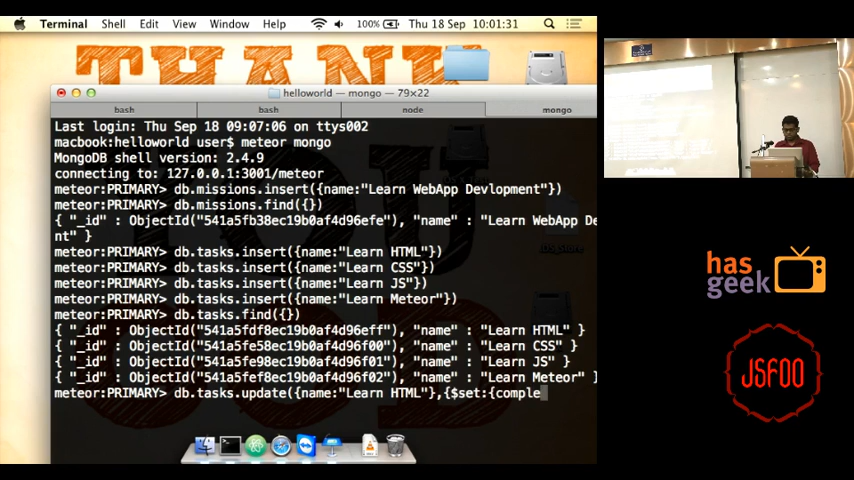 Terminal Shell Edit View Window Help 100% Thu 18 Sep 10:01:31
THANK
helloworld — mongo — 79×22
bash bash node mongo
Last login: Thu Sep 18 09:07:06 on ttys002
macbook:helloworld user$ meteor mongo
MongoDB shell version: 2.4.9
connecting to: 127.0.0.1:3001/meteor
meteor:PRIMARY> db.missions.insert({name:"Learn WebApp Devlopment"})
meteor:PRIMARY> db.missions.find({})
{ "_id" : ObjectId("541a5fb38ec19b0af4d96efe"), "name" : "Learn WebApp De
nt" }
meteor:PRIMARY> db.tasks.insert({name:"Learn HTML"})
meteor:PRIMARY> db.tasks.insert({name:"Learn CSS"})
meteor:PRIMARY> db.tasks.insert({name:"Learn JS"})
meteor:PRIMARY> db.tasks.insert({name:"Learn Meteor"})
meteor:PRIMARY> db.tasks.find({})
{ "_id" : ObjectId("541a5fdf8ec19b0af4d96eff"), "name" : "Learn HTML" }
{ "_id" : ObjectId("541a5fe58ec19b0af4d96f00"), "name" : "Learn CSS" }
{ "_id" : ObjectId("541a5fe98ec19b0af4d96f01"), "name" : "Learn JS" }
{ "_id" : ObjectId("541a5fef8ec19b0af4d96f02"), "name" : "Learn Meteor" }
meteor:PRIMARY> db.tasks.update({name:"Learn HTML"},{$set:{comple
has
geek
JSFOO